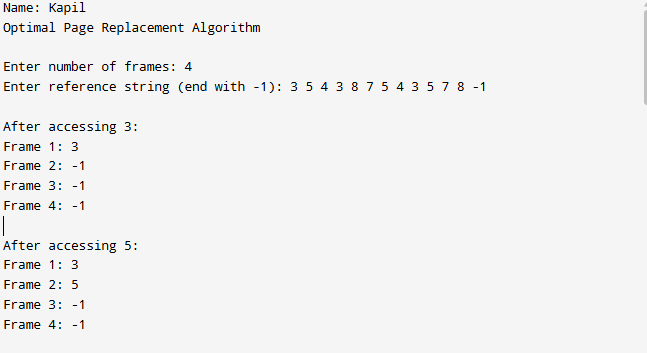 Name: Kapil
Optimal Page Replacement Algorithm
Enter number of frames: 4
Enter reference string (end with -1): 3 5 4 3 8 7 5 4 3 5 7 8 -1
After accessing 3:
Frame 1: 3
Frame 2: -1
Frame 3: -1
Frame 4: -1
After accessing 5:
Frame 1: 3
Frame 2: 5
Frame 3: -1
Frame 4: -1